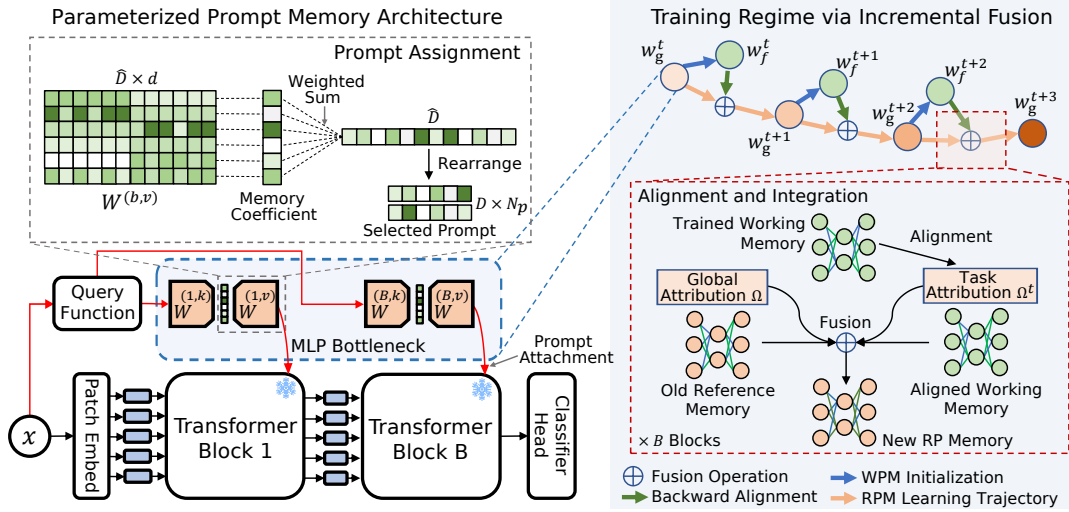 Parameterized Prompt Memory Architecture
Prompt Assignment
D̂ × d
Weighted
Sum
D̂
Rearrange
D × Nₚ
Selected Prompt
W^(b,v)
Memory
Coefficient
Query
Function
W^(1,k)
W^(1,v)
W^(B,k)
W^(B,v)
MLP Bottleneck
Prompt
Attachment
x
Patch Embed
Transformer
Block 1
Transformer
Block B
Classifier
Head
Training Regime via Incremental Fusion
w_g^t
w_f^t
w_g^t+1
w_f^t+1
w_g^t+2
w_f^t+2
w_g^t+3
Alignment and Integration
Trained Working
Memory
Alignment
Global
Attribution Ω
Task
Attribution Ω^t
Fusion
Old Reference
Memory
Aligned Working
Memory
New RP Memory
× B Blocks
Fusion Operation
WPM Initialization
Backward Alignment
RPM Learning Trajectory